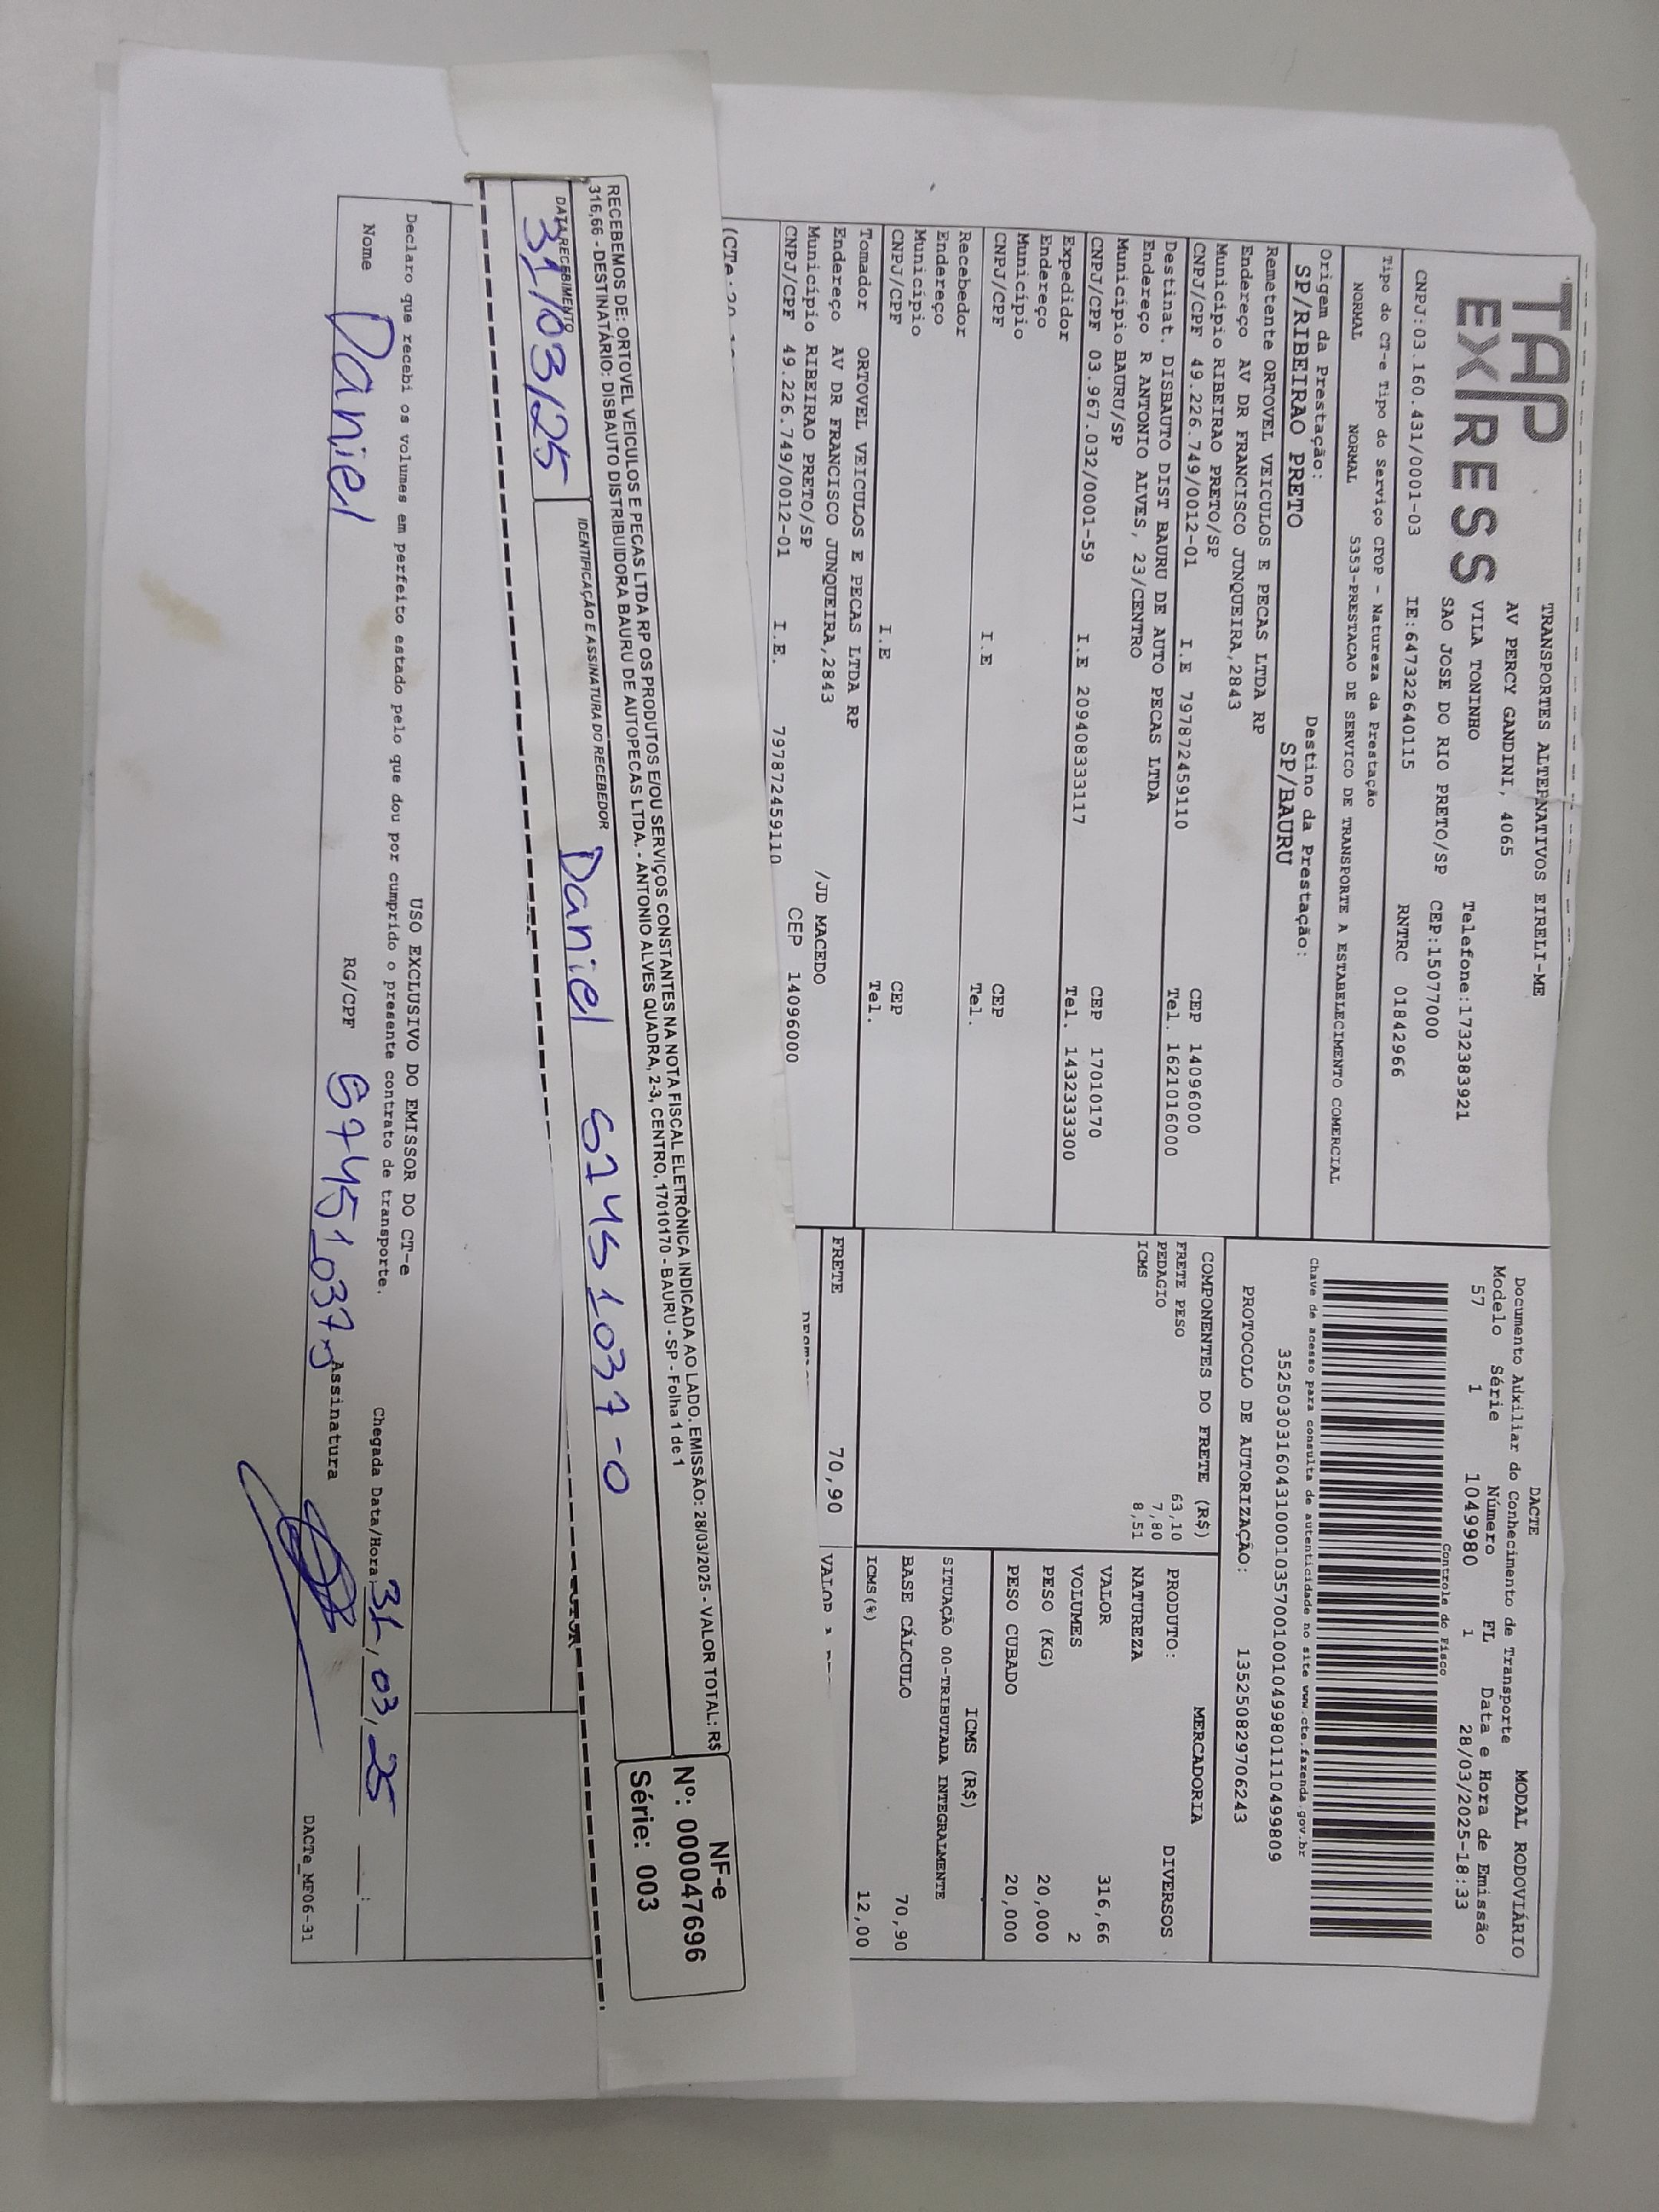 TAP
EXPRESS
TRANSPORTES ALTERNATIVOS EIRELI-ME
AV PERCY GANDINI, 4065
VILA TONINHO Telefone:1732383921
SAO JOSE DO RIO PRETO/SP CEP:15077000
CNPJ:03.160.431/0001-03 IE:647322640115 RNTRC 01842966
Tipo do CT-e Tipo do Serviço CFOP - Natureza da Prestação
NORMAL NORMAL 5353-PRESTACAO DE SERVICO DE TRANSPORTE A ESTABELECIMENTO COMERCIAL
Origem da Prestação: Destino da Prestação:
SP/RIBEIRAO PRETO SP/BAURU
Remetente ORTOVEL VEICULOS E PECAS LTDA RP
Endereço AV DR FRANCISCO JUNQUEIRA,2843
Município RIBEIRAO PRETO/SP CEP 14096000
CNPJ/CPF 49.226.749/0012-01 I.E 797872459110 Tel. 1621016000
Destinat. DISBAUTO DIST BAURU DE AUTO PECAS LTDA
Endereço R ANTONIO ALVES, 23/CENTRO
Município BAURU/SP CEP 17010170
CNPJ/CPF 03.967.032/0001-59 I.E 209408333117 Tel. 1432333300
Expedidor
Endereço
Município CEP
CNPJ/CPF I.E Tel.
Recebedor
Endereço
Município CEP
CNPJ/CPF I.E Tel.
Tomador ORTOVEL VEICULOS E PECAS LTDA RP
Endereço AV DR FRANCISCO JUNQUEIRA,2843 /JD MACEDO
Município RIBEIRAO PRETO/SP CEP 14096000
CNPJ/CPF 49.226.749/0012-01 I.E. 797872459110
DACTE MODAL RODOVIÁRIO
Documento Auxiliar do Conhecimento de Transporte
Modelo Série Número FL Data e Hora de Emissão
57 1 1049980 1 28/03/2025-18:33
Controle do Fisco
Chave de acesso para consulta de autenticidade no site www.cte.fazenda.gov.br
35250303160431000103570010010499801104998​09
PROTOCOLO DE AUTORIZAÇÃO: 135250829706243
COMPONENTES DO FRETE (R$)
FRETE PESO 63,10
PEDAGIO 7,80
ICMS 8,51
FRETE 70,90
MERCADORIA
PRODUTO: DIVERSOS
NATUREZA
VALOR 316,66
VOLUMES 2
PESO (KG) 20,000
PESO CUBADO 20,000
ICMS (R$)
SITUAÇÃO 00-TRIBUTADA INTEGRALMENTE
BASE CÁLCULO 70,90
ICMS(%) 12,00
RECEBEMOS DE: ORTOVEL VEICULOS E PECAS LTDA RP OS PRODUTOS E/OU SERVIÇOS CONSTANTES NA NOTA FISCAL ELETRÔNICA INDICADA AO LADO. EMISSÃO: 28/03/2025 - VALOR TOTAL: R$
316,66 - DESTINATÁRIO: DISBAUTO DISTRIBUIDORA BAURU DE AUTOPECAS LTDA. - ANTONIO ALVES QUADRA, 2-3, CENTRO, 17010170 - BAURU - SP - Folha 1 de 1
DATA RECEBIMENTO IDENTIFICAÇÃO E ASSINATURA DO RECEBEDOR
31/03/25 Daniel 57451037-0
NF-e
Nº: 000047696
Série: 003
USO EXCLUSIVO DO EMISSOR DO CT-e
Declaro que recebi os volumes em perfeito estado pelo que dou por cumprido o presente contrato de transporte.
Chegada Data/Hora 31/03/25 :
Nome Daniel RG/CPF 57451037-0 Assinatura
DACTe_MF06-31